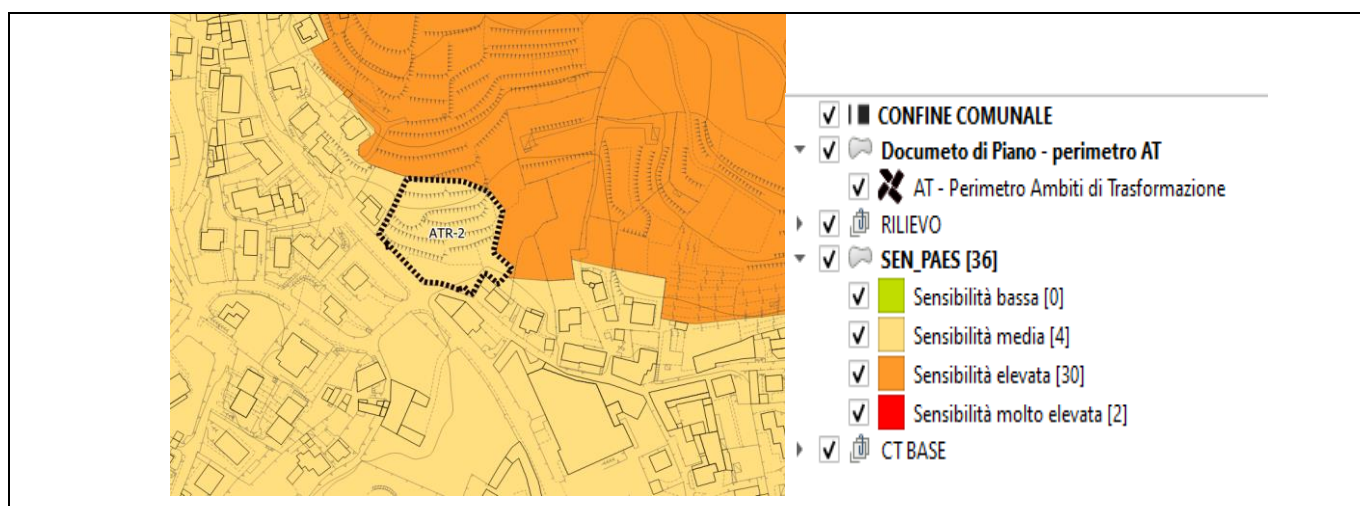 ATR-2
CONFINE COMUNALE
Documeto di Piano - perimetro AT
AT - Perimetro Ambiti di Trasformazione
RILIEVO
SEN_PAES [36]
Sensibilità bassa [0]
Sensibilità media [4]
Sensibilità elevata [30]
Sensibilità molto elevata [2]
CT BASE